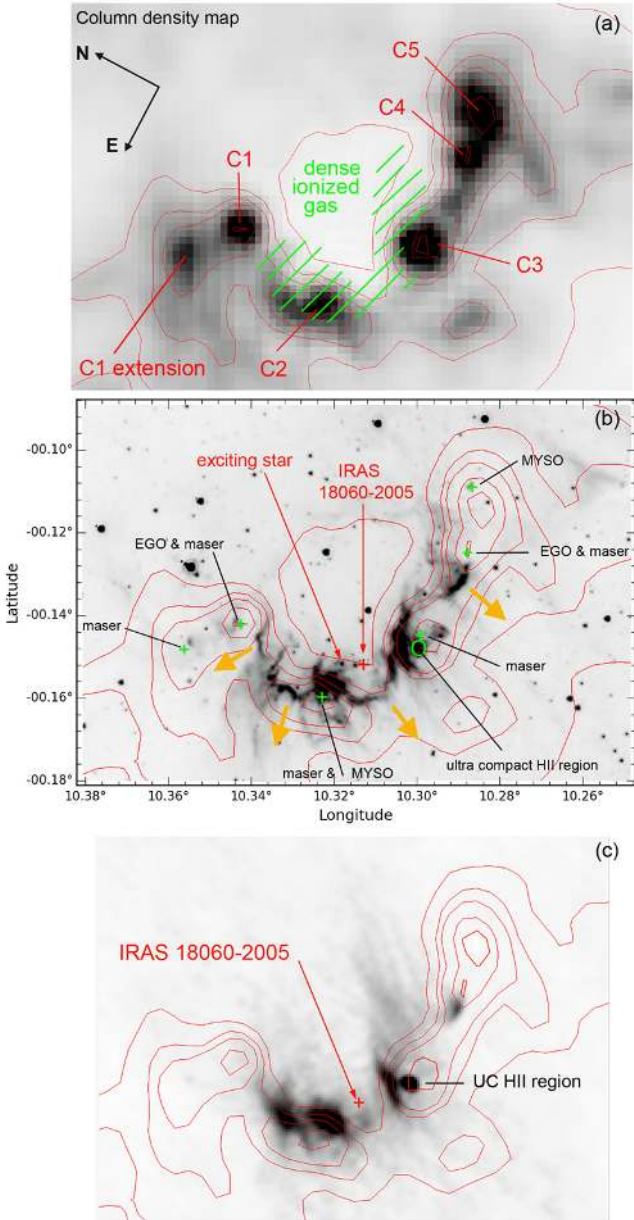 Column density map
(a)
N
E
C5
C4
C1
dense
ionized
gas
C3
C2
C1 extension
(b)
-00.10°
exciting star
IRAS
18060-2005
MYSO
-00.12°
EGO & maser
EGO & maser
Latitude
-00.14°
maser
maser
-00.16°
maser & MYSO
ultra compact HII region
-00.18°
10.38° 10.36° 10.34° 10.32° 10.30° 10.28° 10.26°
Longitude
(c)
IRAS 18060-2005
UC HII region